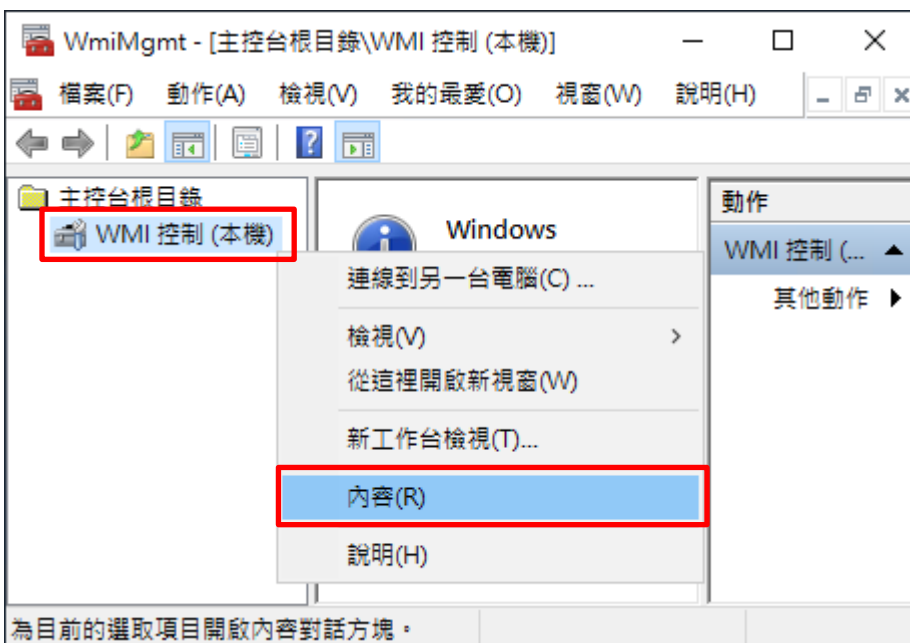 WmiMgmt - [主控台根目錄\WMI 控制 (本機)]
檔案(F) 動作(A) 檢視(V) 我的最愛(O) 視窗(W) 說明(H)
主控台根目錄
WMI 控制 (本機)
Windows
連線到另一台電腦(C) ...
檢視(V)
從這裡開啟新視窗(W)
新工作台檢視(T)...
內容(R)
說明(H)
動作
WMI 控制 (...
其他動作
為目前的選取項目開啟內容對話方塊。